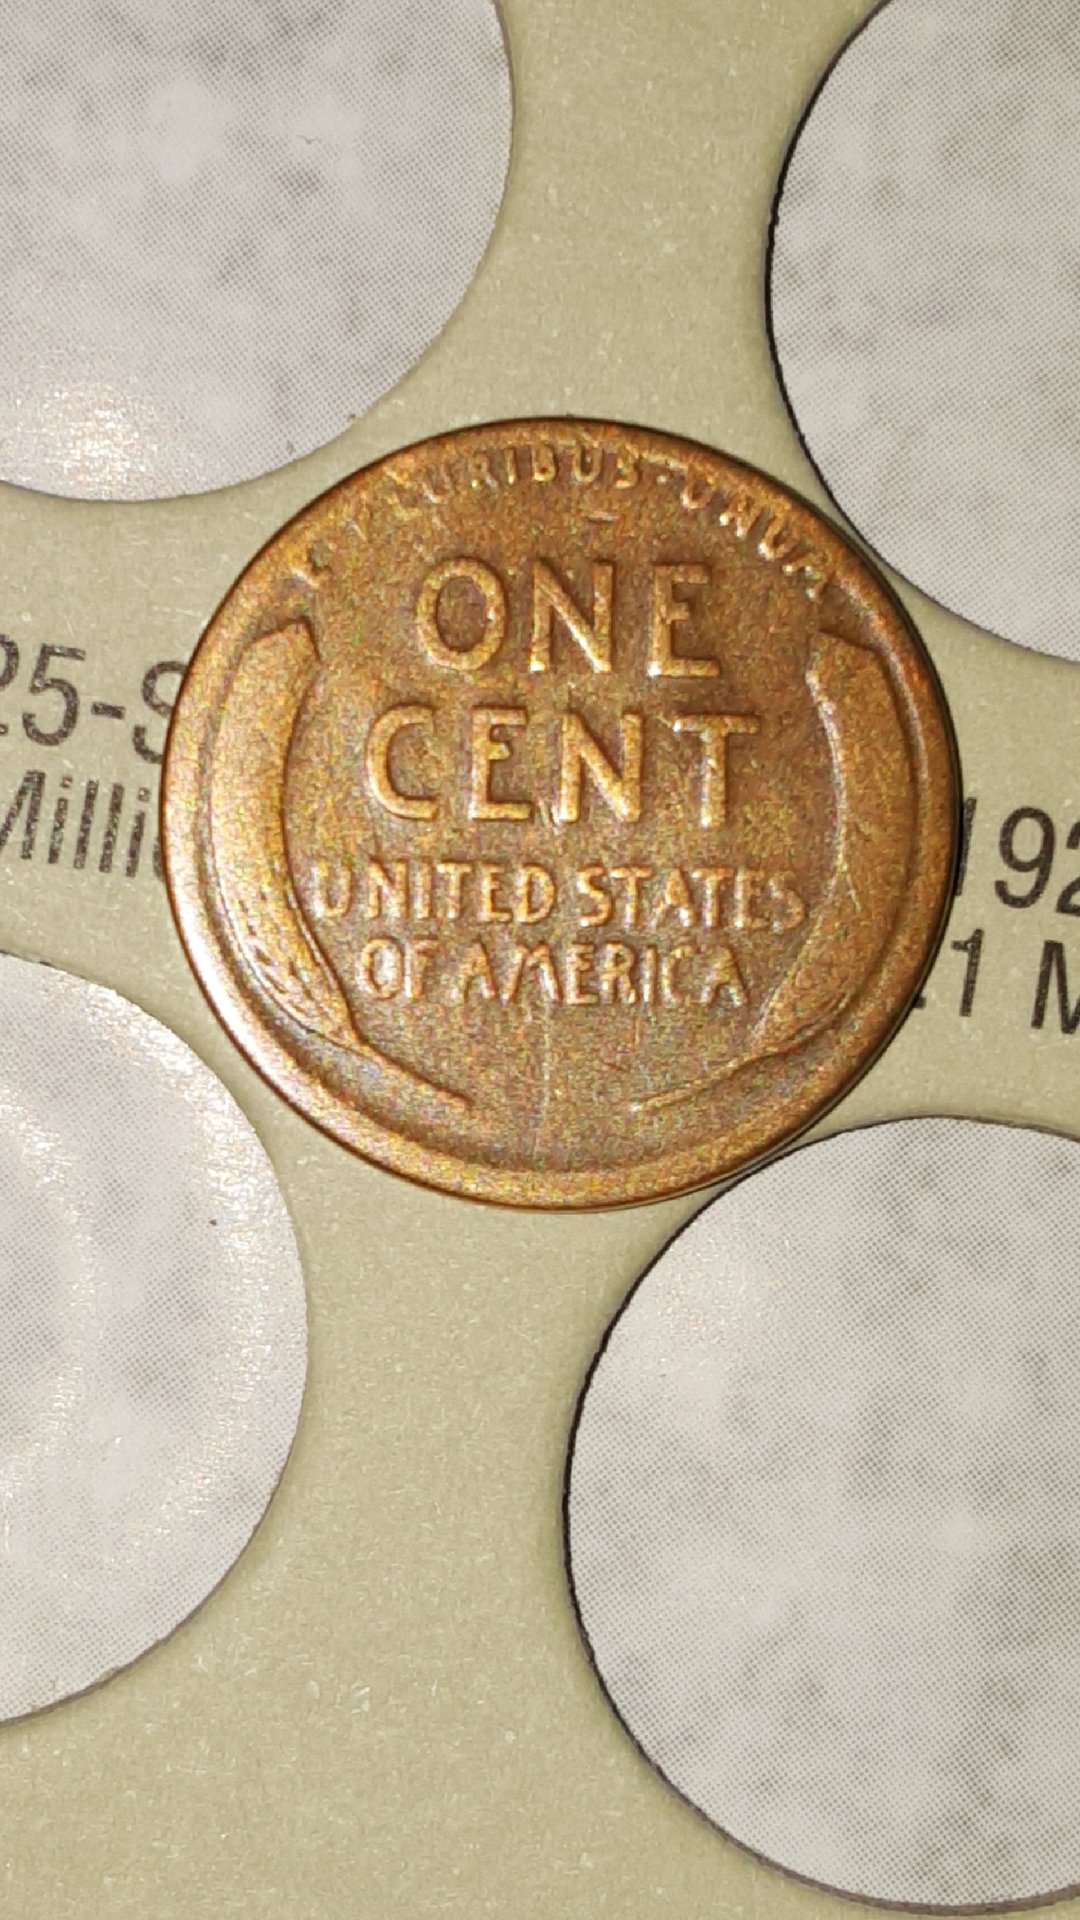 PLURIBUS · UNUM
ONE
CENT
UNITED STATES
OF AMERICA
25-S
Milli
192
.1 M